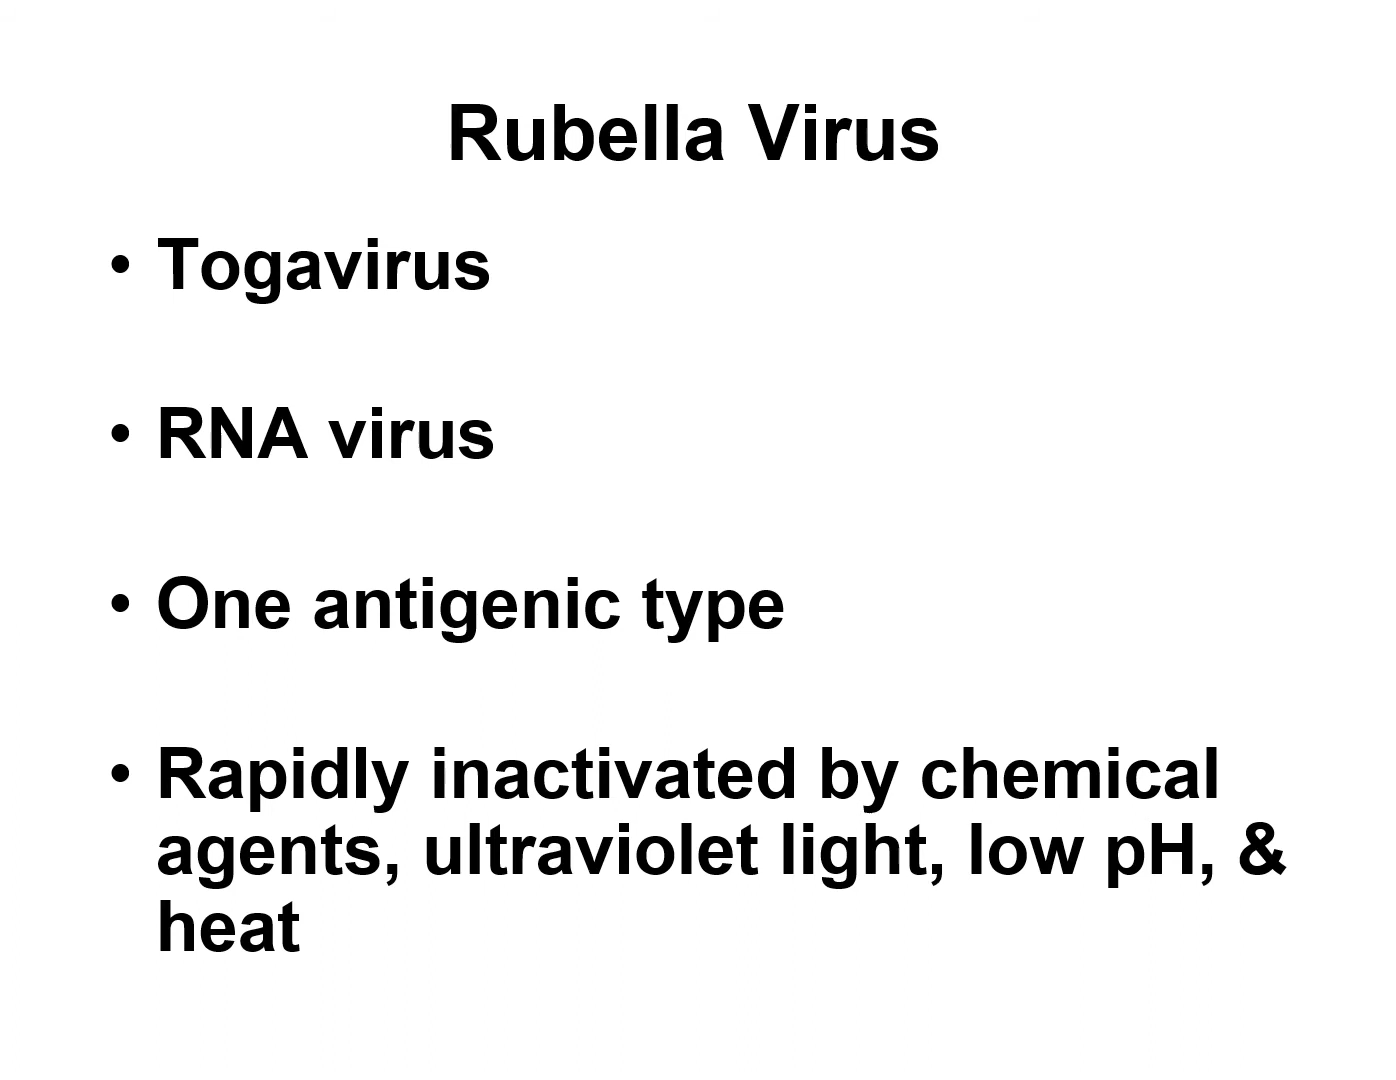 Rubella Virus
• Togavirus
• RNA virus
• One antigenic type
• Rapidly inactivated by chemical
agents, ultraviolet light, low pH, &
heat